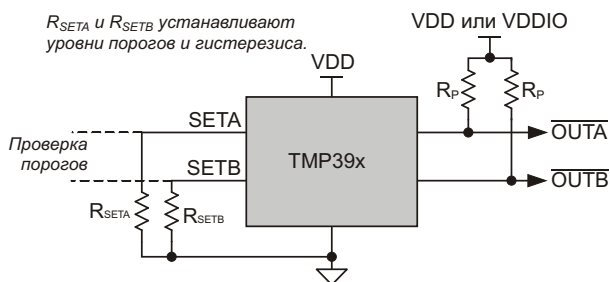 RSETA и RSETB устанавливают
уровни порогов и гистерезиса.
VDD или VDDIO
VDD
RP
RP
SETA
OUTA
Проверка
порогов
TMP39x
SETB
OUTB
RSETA
RSETB